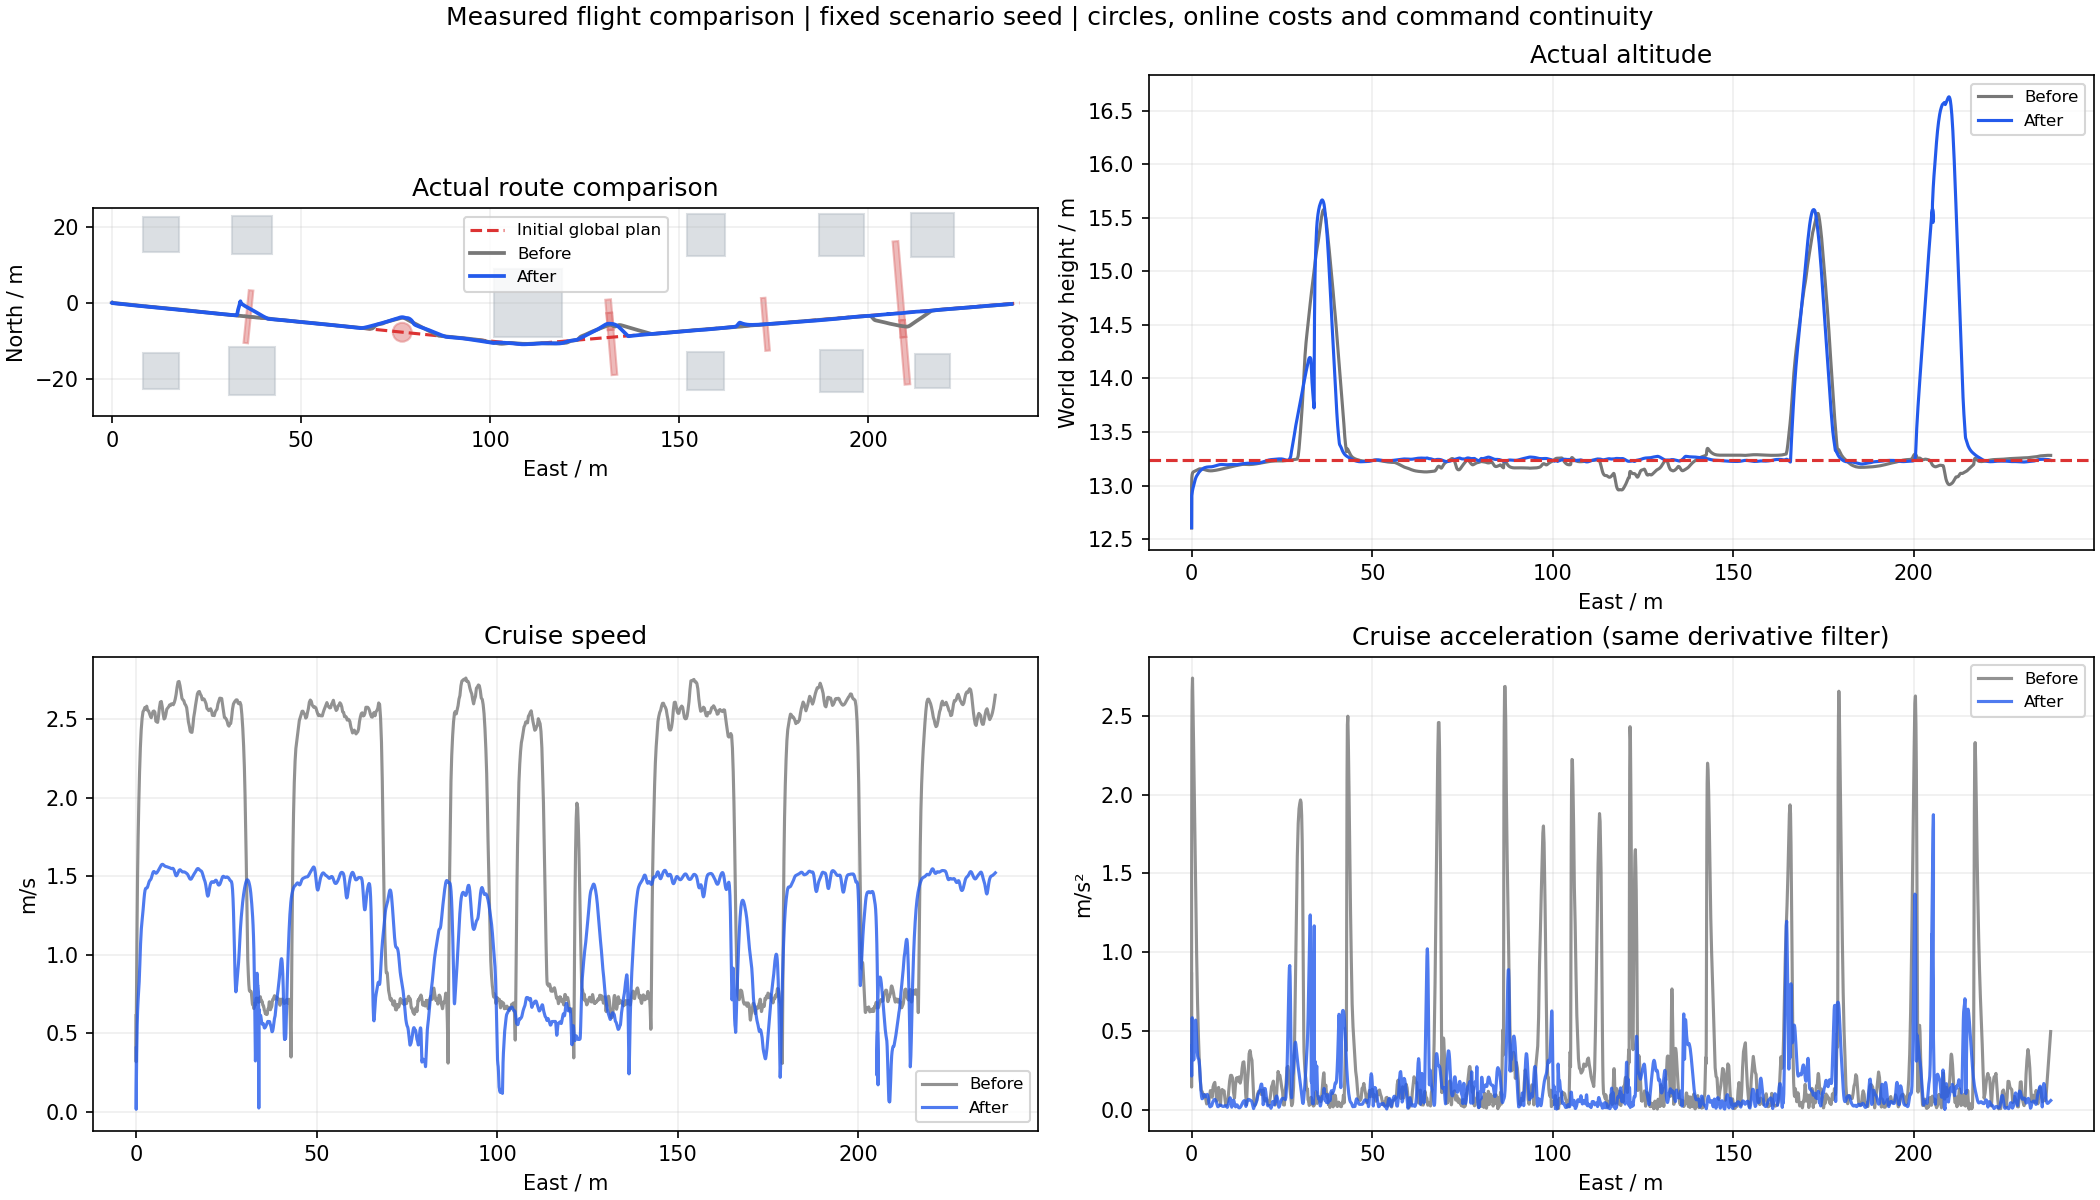 Measured flight comparison | fixed scenario seed | circles, online costs and command continuity
Actual route comparison
Initial global plan
Before
After
20
0
−20
North / m
0
50
100
150
200
East / m
Actual altitude
Before
After
16.5
16.0
15.5
15.0
14.5
14.0
13.5
13.0
12.5
World body height / m
0
50
100
150
200
East / m
Cruise speed
2.5
2.0
1.5
1.0
0.5
0.0
m/s
Before
After
0
50
100
150
200
East / m
Cruise acceleration (same derivative filter)
Before
After
2.5
2.0
1.5
1.0
0.5
0.0
m/s²
0
50
100
150
200
East / m